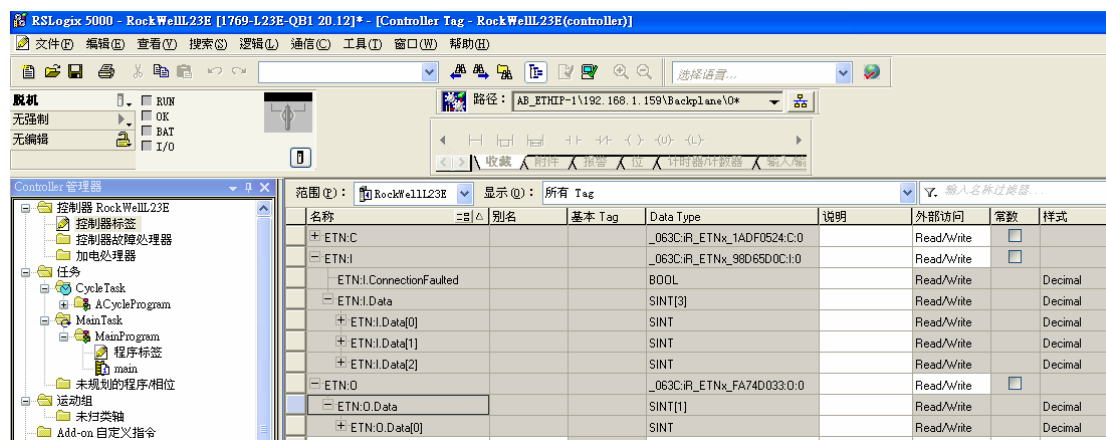 RSLogix 5000 - RockWellL23E [1769-L23E-QB1 20.12]* - [Controller Tag - RockWellL23E(controller)]
文件(F) 编辑(E) 查看(V) 搜索(S) 逻辑(L) 通信(C) 工具(T) 窗口(W) 帮助(H)
选择语言...
脱机 RUN 路径: AB_ETHIP-1\192.168.1.159\Backplane\0*
无强制 OK
无编辑 BAT
I/O
收藏 附件 报警 位 计时器/计数器
Controller 管理器 范围(P): RockWellL23E 显示(O): 所有 Tag 输入名称过滤器...
控制器 RockWellL23E 名称 别名 基本 Tag Data Type 说明 外部访问 常数 样式
控制器标签 ETN:C _063C:iR_ETNx_1ADF0524:C:0 Read/Write
控制器故障处理器 ETN:I _063C:iR_ETNx_98D65D0C:I:0 Read/Write
加电处理器 ETN:I.ConnectionFaulted BOOL Read/Write Decimal
任务 ETN:I.Data SINT[3] Read/Write Decimal
CycleTask ETN:I.Data[0] SINT Read/Write Decimal
ACycleProgram ETN:I.Data[1] SINT Read/Write Decimal
MainTask ETN:I.Data[2] SINT Read/Write Decimal
MainProgram ETN:O _063C:iR_ETNx_FA74D033:O:0 Read/Write
程序标签 ETN:O.Data SINT[1] Read/Write Decimal
main ETN:O.Data[0] SINT Read/Write Decimal
未规划的程序/相位
运动组
未归类轴
Add-on 自定义指令